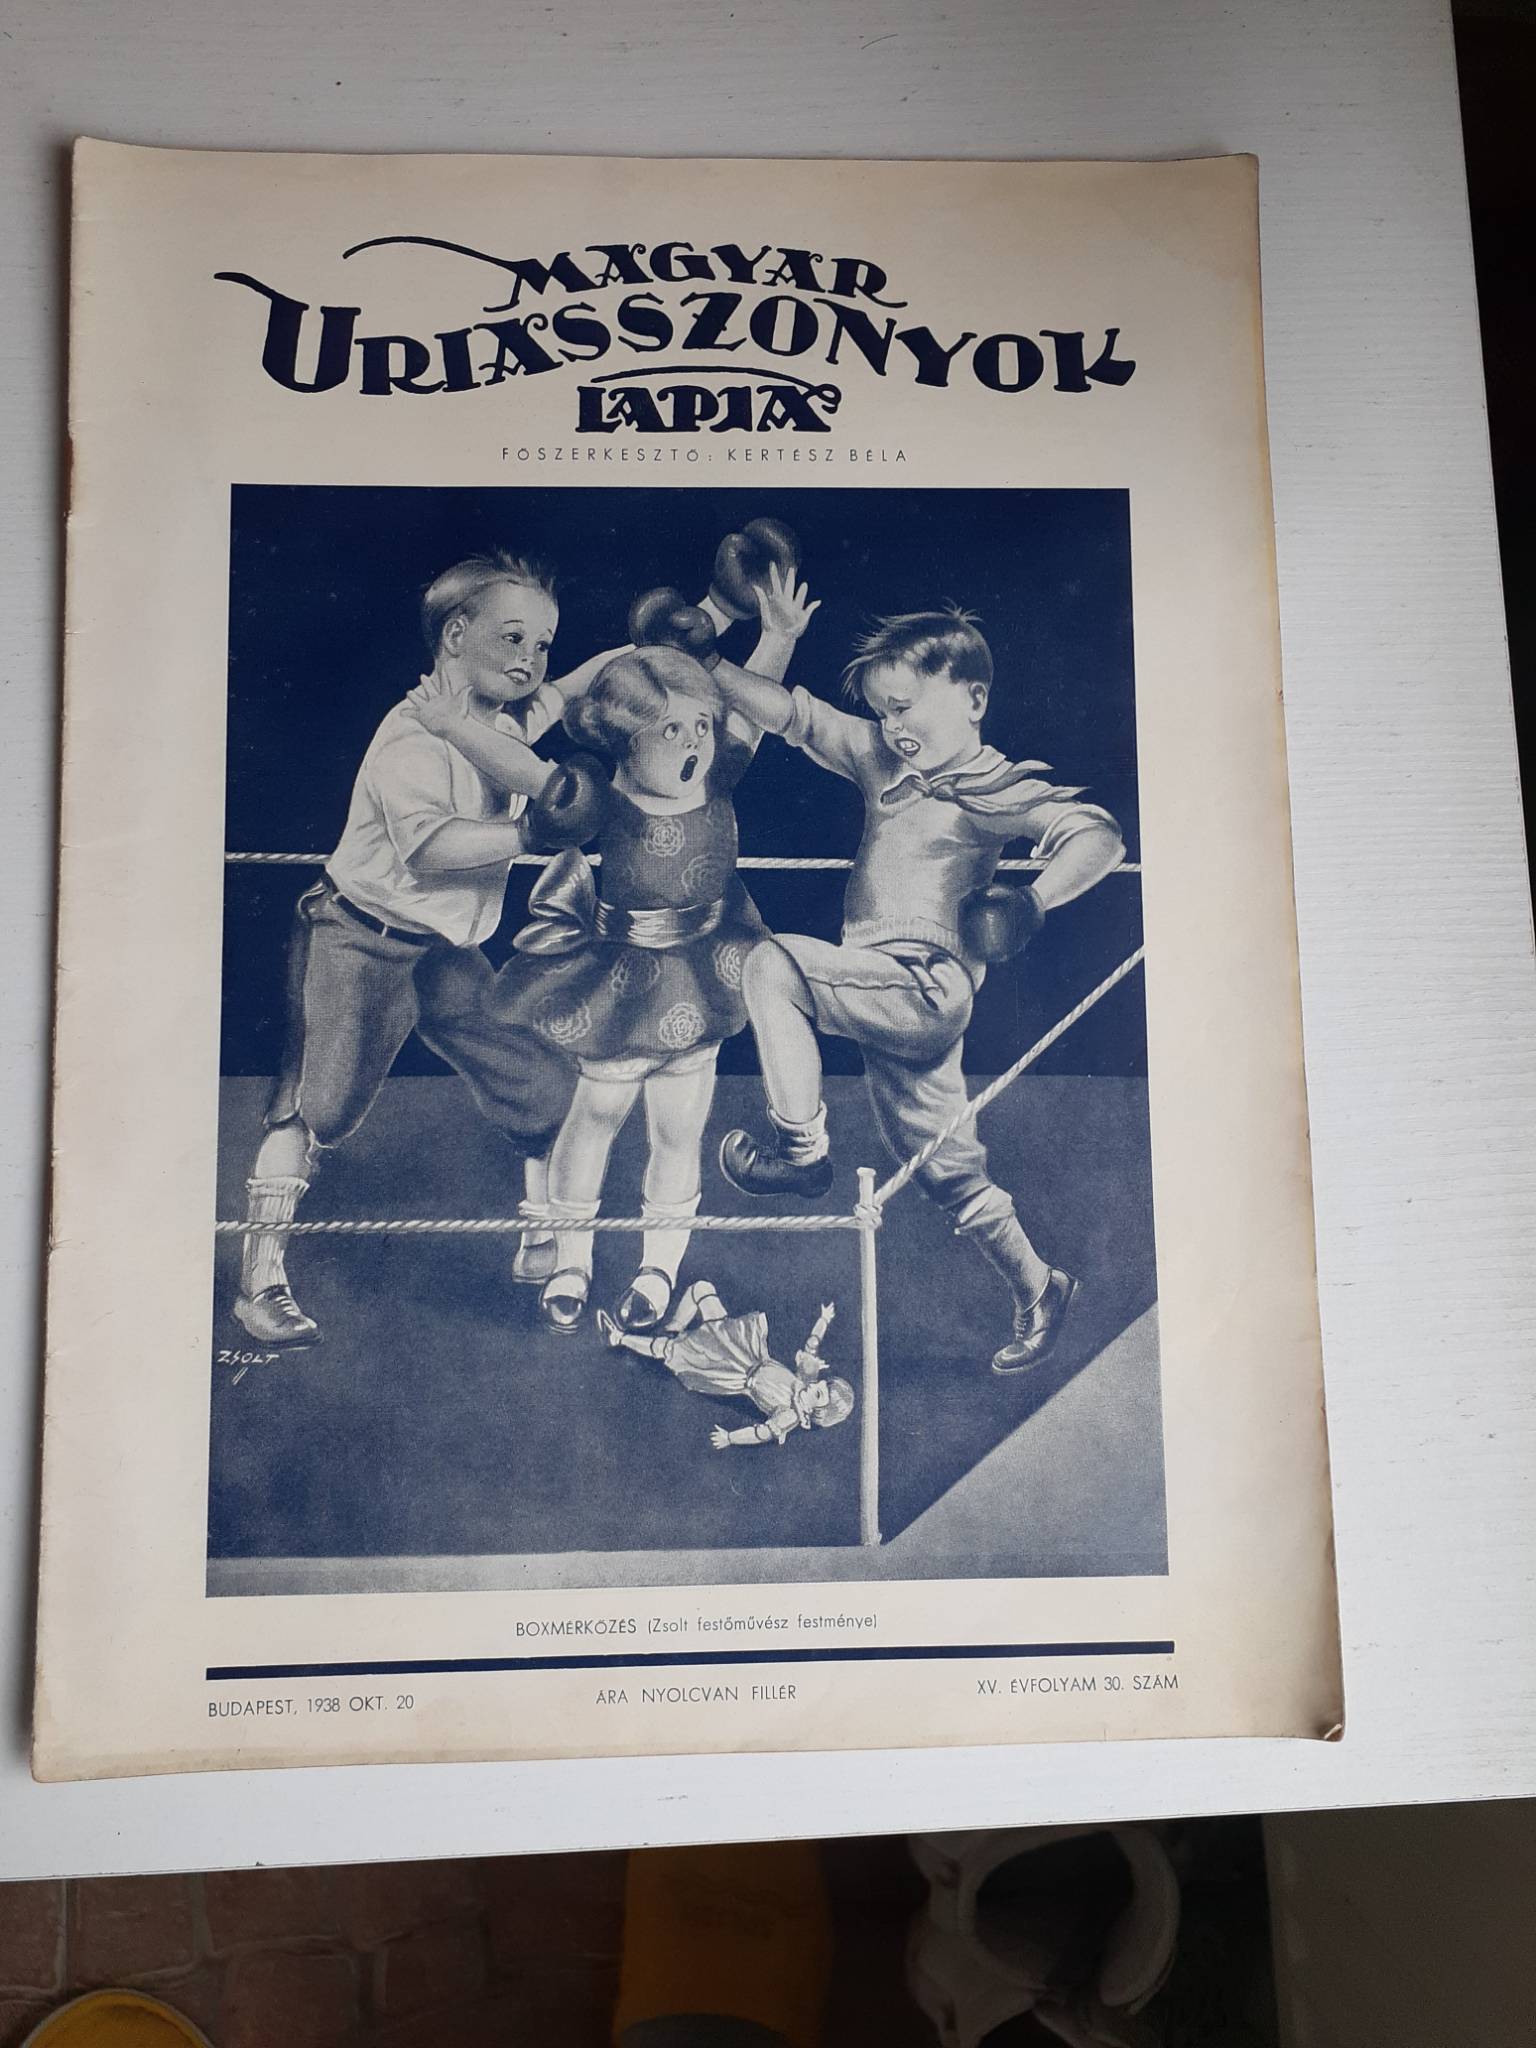 MAGYAR
URIASSZONYOK
LAPJA
FŐSZERKESZTŐ: KERTÉSZ BÉLA
ZSOLT
BOXMÉRKŐZÉS (Zsolt festőművész festménye)
BUDAPEST, 1938 OKT. 20
ÁRA NYOLCVAN FILLÉR
XV. ÉVFOLYAM 30. SZÁM